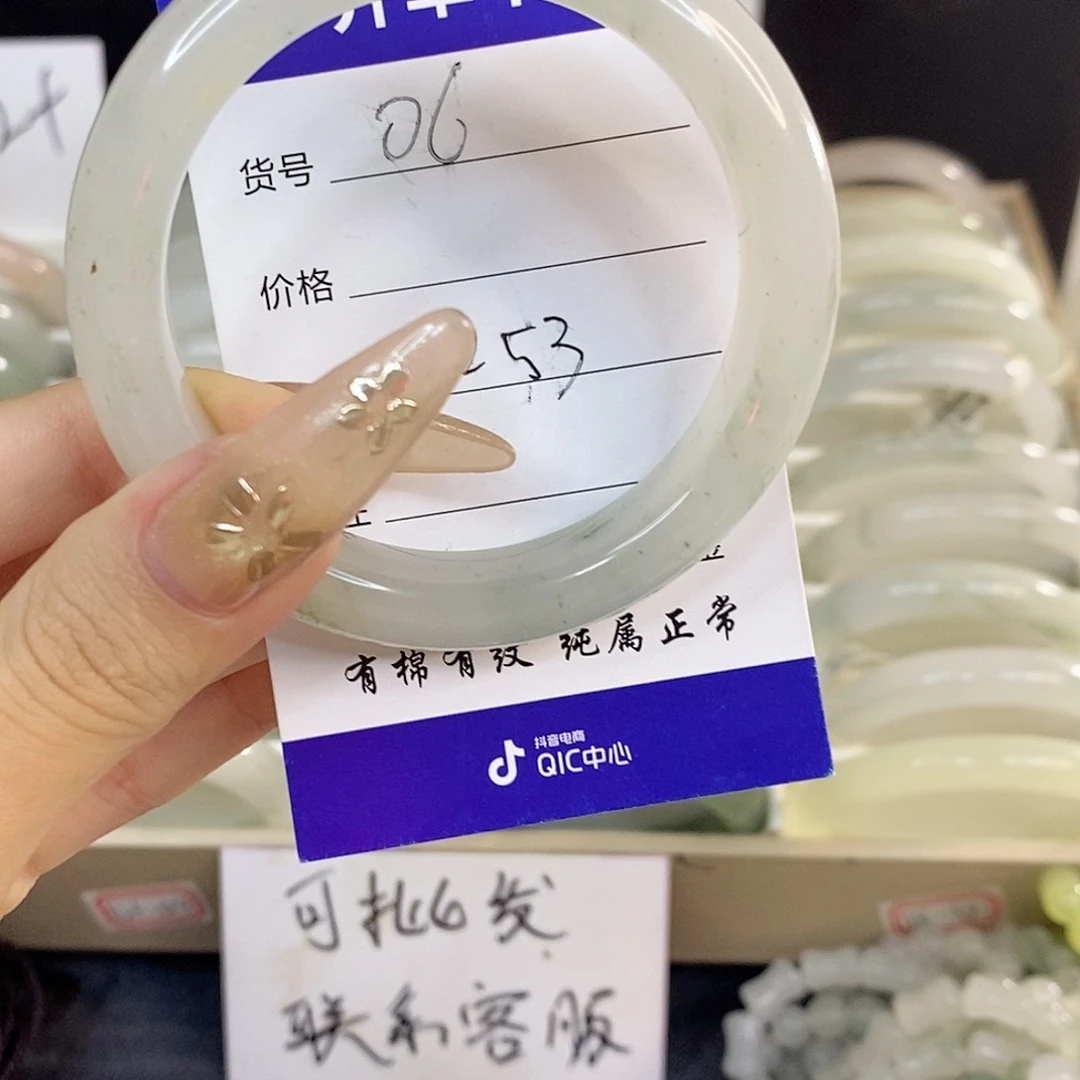 货号 06
价格
53
有棉有纹 纯属正常
抖音电商
QIC中心
可批发
联系客服